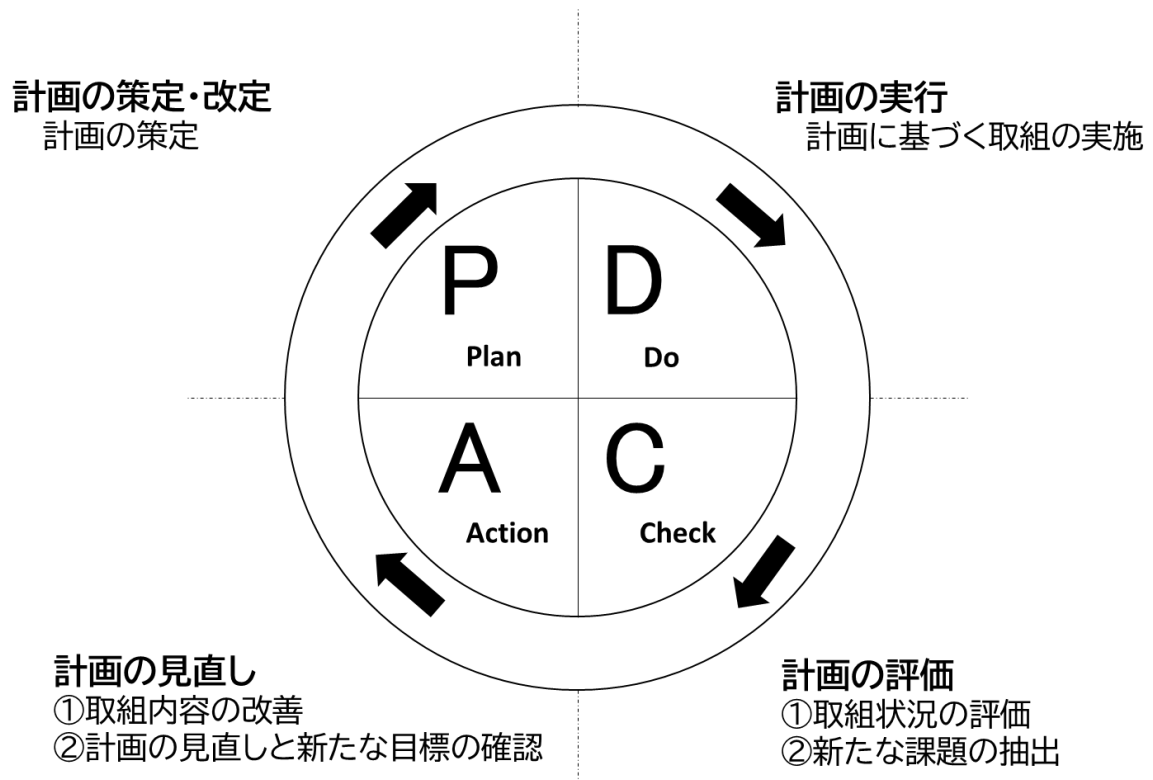 計画の策定・改定
計画の策定
計画の実行
計画に基づく取組の実施
P
Plan
D
Do
A
Action
C
Check
計画の見直し
①取組内容の改善
②計画の見直しと新たな目標の確認
計画の評価
①取組状況の評価
②新たな課題の抽出